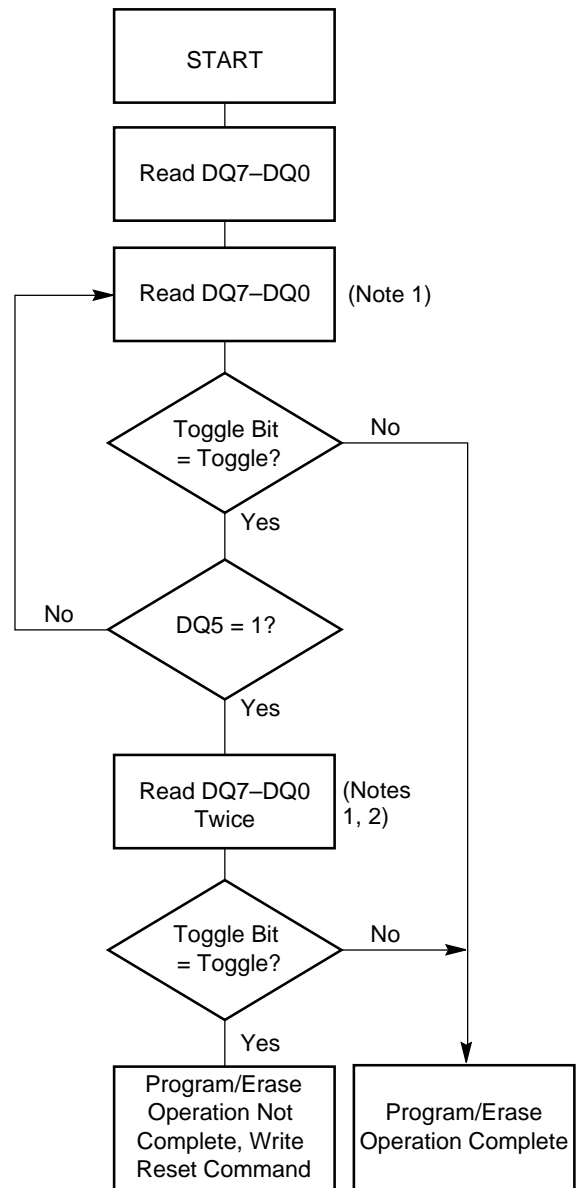 START
Read DQ7–DQ0
Read DQ7–DQ0
(Note 1)
Toggle Bit
= Toggle?
No
Yes
No
DQ5 = 1?
Yes
Read DQ7–DQ0
Twice
(Notes
1, 2)
Toggle Bit
= Toggle?
No
Yes
Program/Erase
Operation Not
Complete, Write
Reset Command
Program/Erase
Operation Complete